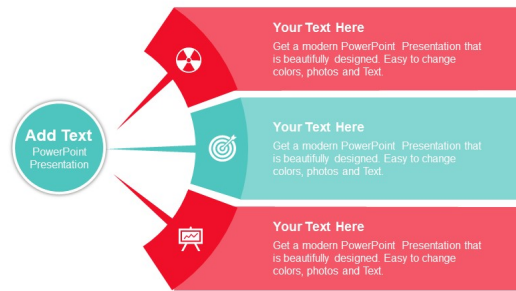 Add Text
PowerPoint
Presentation
Your Text Here
Get a modern PowerPoint Presentation that
is beautifully designed. Easy to change
colors, photos and Text.
Your Text Here
Get a modern PowerPoint Presentation that
is beautifully designed. Easy to change
colors, photos and Text.
Your Text Here
Get a modern PowerPoint Presentation that
is beautifully designed. Easy to change
colors, photos and Text.